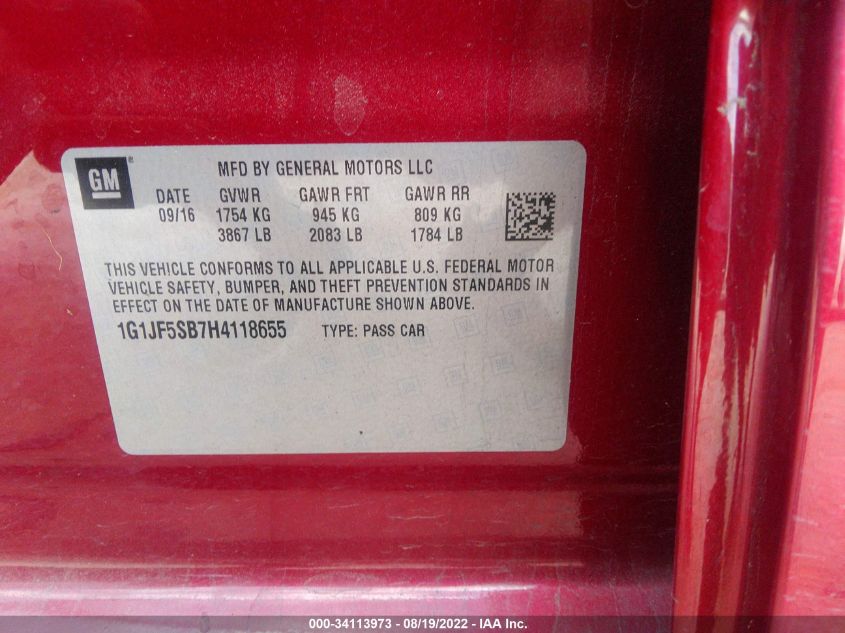 GM ®
MFD BY GENERAL MOTORS LLC
DATE GVWR GAWR FRT GAWR RR
09/16 1754 KG 945 KG 809 KG
3867 LB 2083 LB 1784 LB
THIS VEHICLE CONFORMS TO ALL APPLICABLE U.S. FEDERAL MOTOR
VEHICLE SAFETY, BUMPER, AND THEFT PREVENTION STANDARDS IN
EFFECT ON THE DATE OF MANUFACTURE SHOWN ABOVE.
1G1JF5SB7H4118655 TYPE: PASS CAR
000-34113973 - 08/19/2022 - IAA Inc.